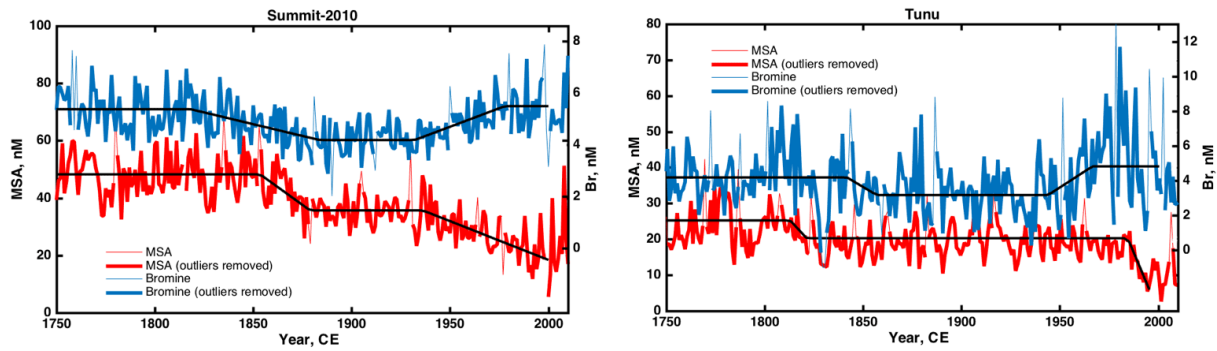 Summit-2010
100
80
60
40
20
0
MSA, nM
8
6
4
2
0
Br, nM
MSA
MSA (outliers removed)
Bromine
Bromine (outliers removed)
1750 1800 1850 1900 1950 2000
Year, CE
Tunu
80
70
60
50
40
30
20
10
0
MSA, nM
12
10
8
6
4
2
0
Br, nM
MSA
MSA (outliers removed)
Bromine
Bromine (outliers removed)
1750 1800 1850 1900 1950 2000
Year, CE